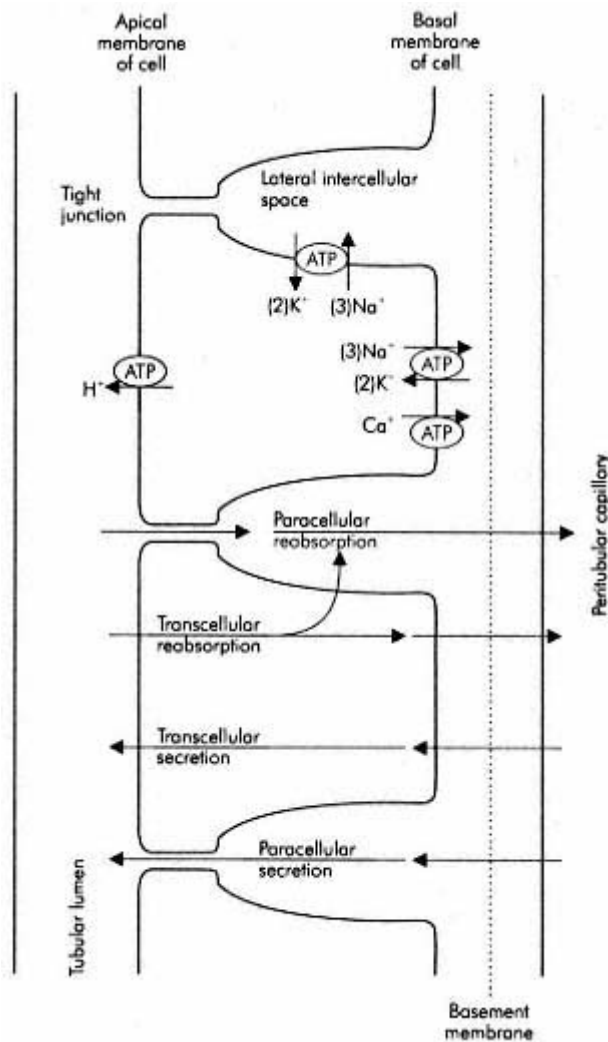 Apical
membrane
of cell
Basal
membrane
of cell
Tight
junction
Lateral intercellular
space
ATP
(2)K⁺ (3)Na⁺
(3)Na⁺
ATP
(2)K⁺
ATP
H⁺
Ca⁺
ATP
Paracellular
reabsorption
Peritubular capillary
Transcellular
reabsorption
Transcellular
secretion
Paracellular
secretion
Tubular lumen
Basement
membrane